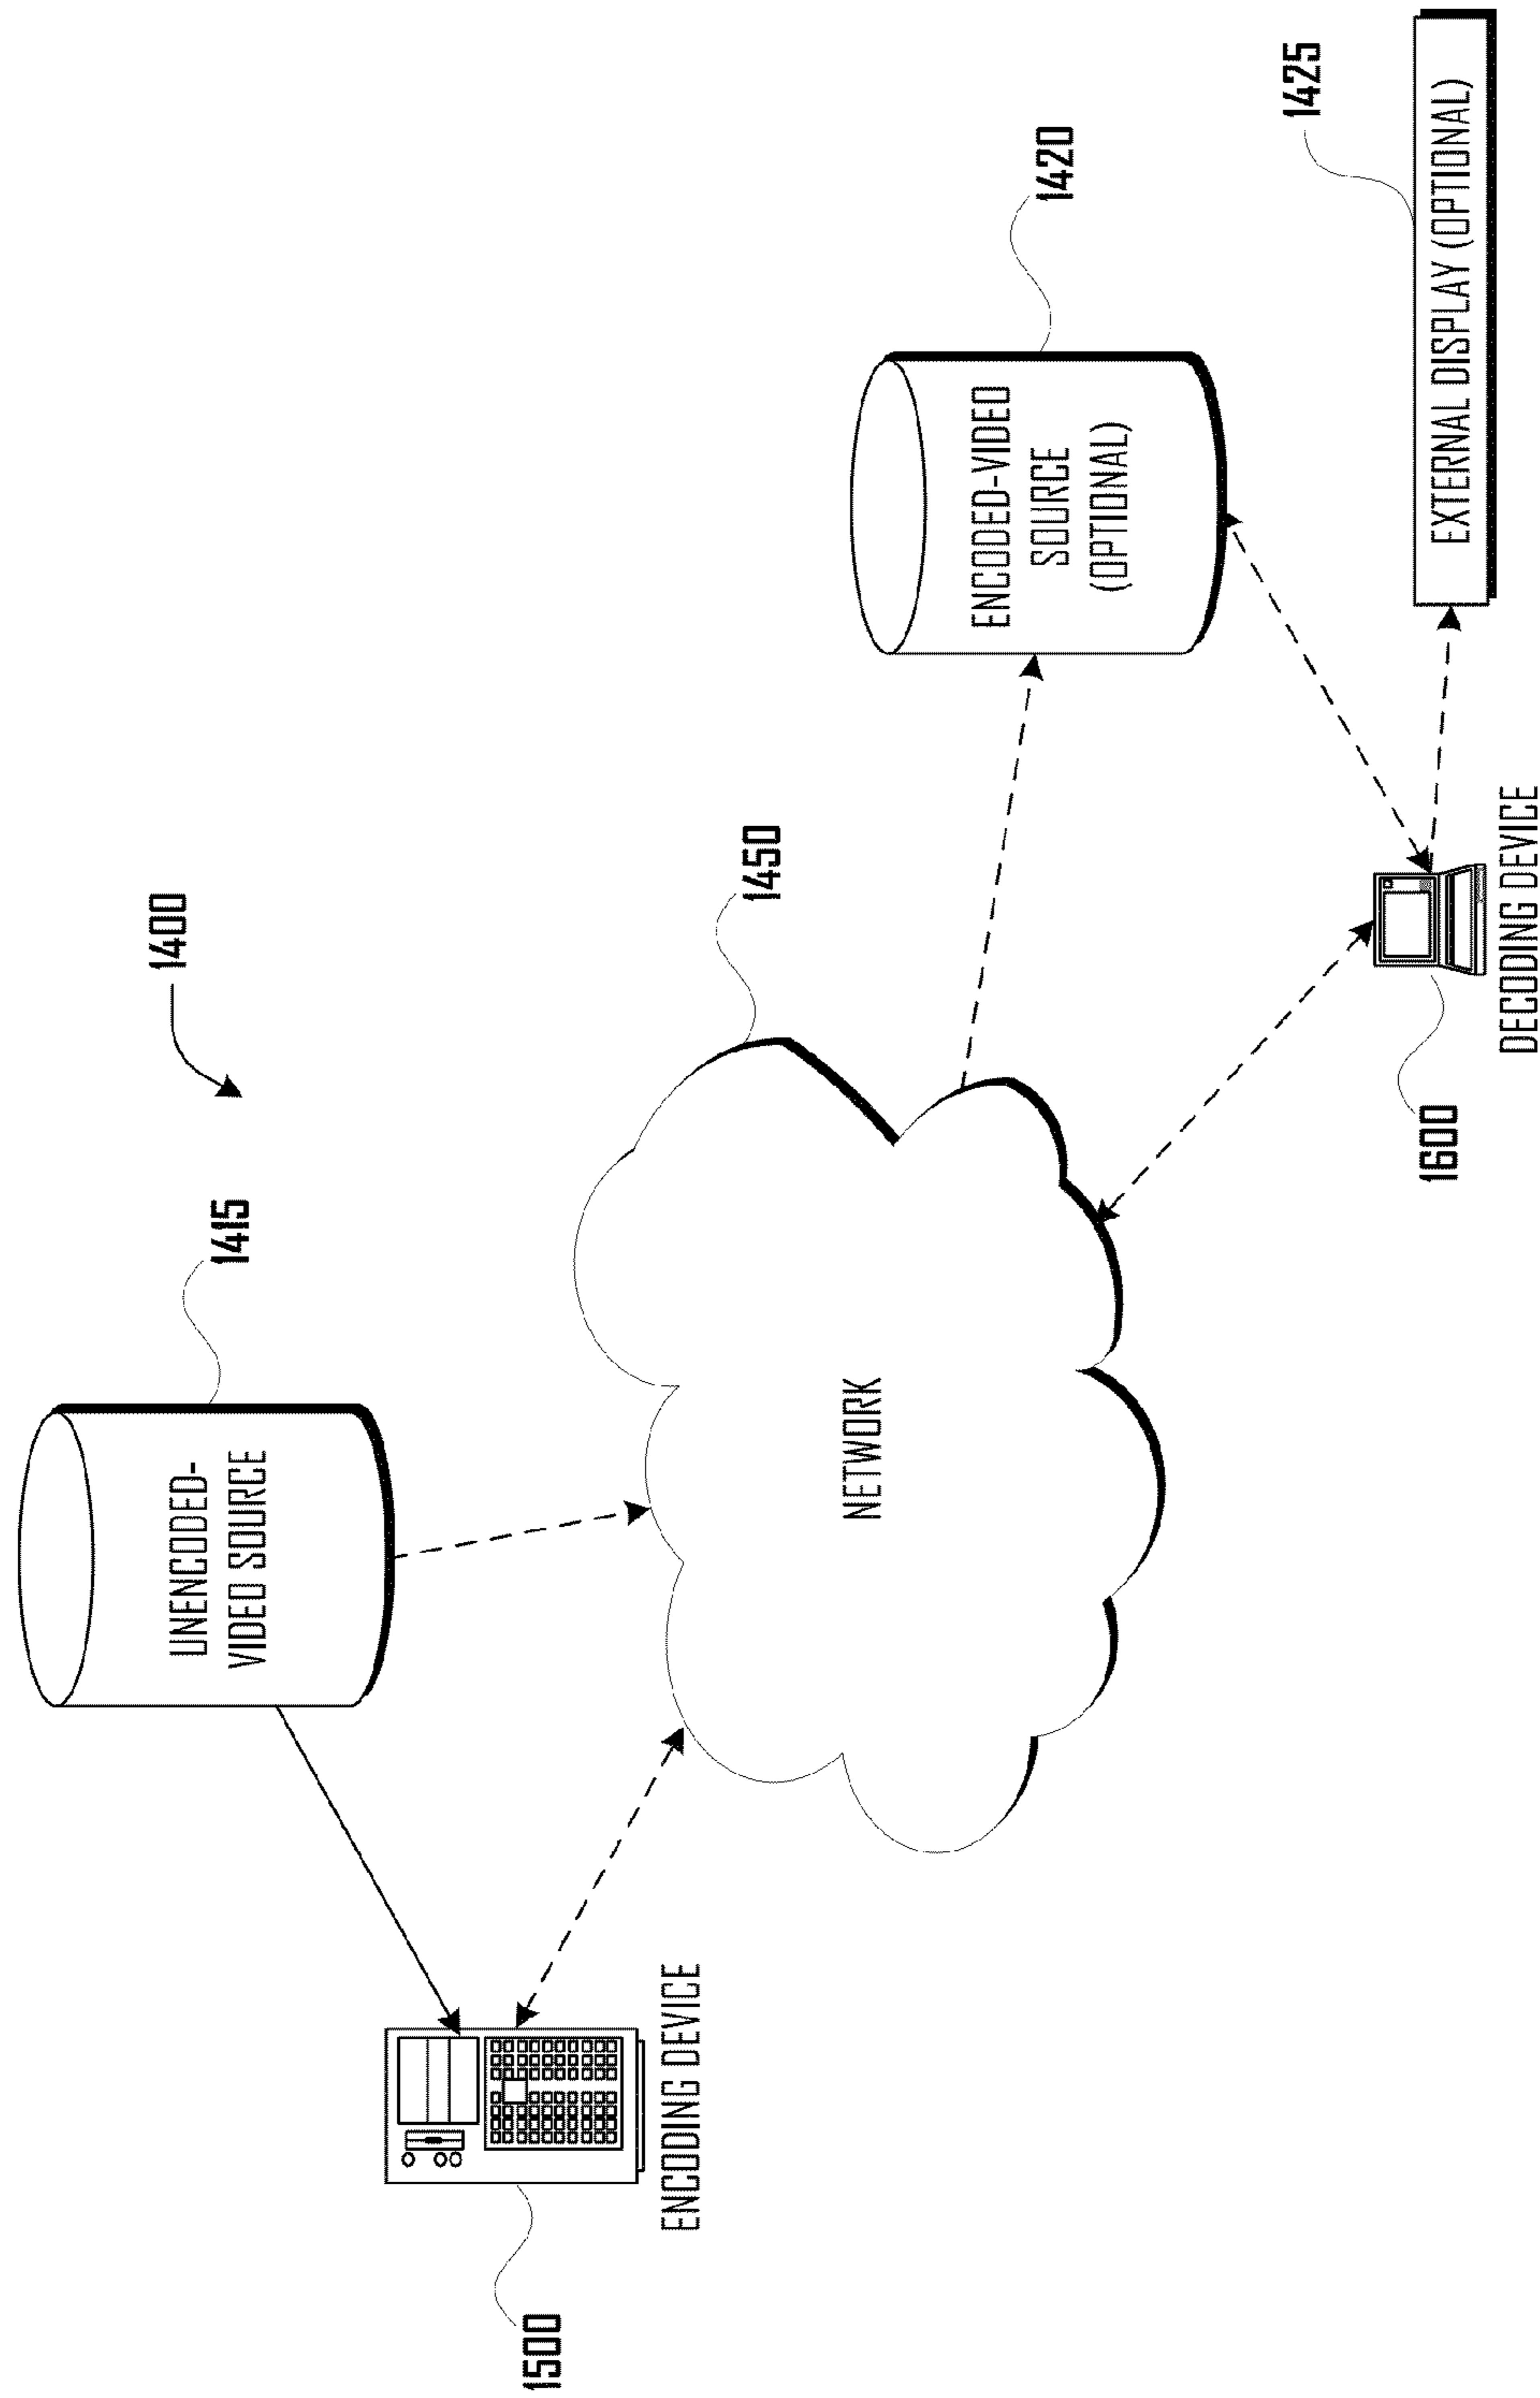 1400
UNENCODED-
VIDEO SOURCE
1415
1500
ENCODING DEVICE
NETWORK
1450
ENCODED-VIDEO
SOURCE
(OPTIONAL)
1420
1600
DECODING DEVICE
EXTERNAL DISPLAY (OPTIONAL)
1425